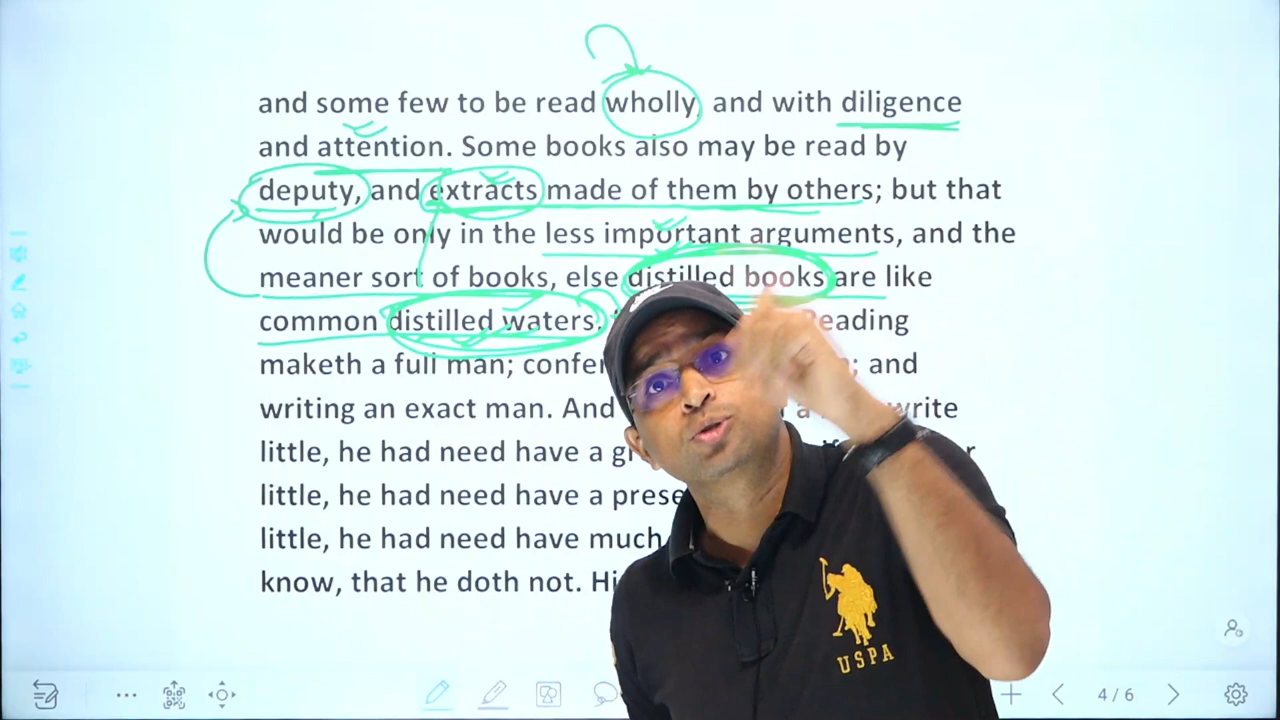 and some few to be read wholly, and with diligence
and attention. Some books also may be read by
deputy, and extracts made of them by others; but that
would be only in the less important arguments, and the
meaner sort of books, else distilled books are like
common distilled waters, Reading
maketh a full man; and
writing an exact man. And write
little, he had need have a
little, he had need have a
little, he had need have much
know, that he doth not.
USPA
4/6